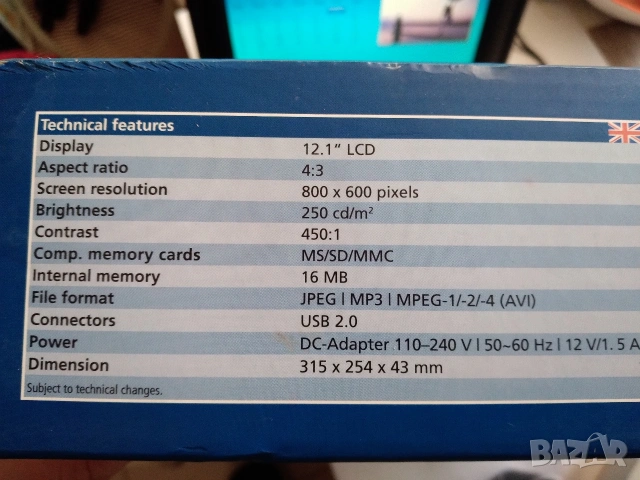 Technical features
Display 12.1" LCD
Aspect ratio 4:3
Screen resolution 800 x 600 pixels
Brightness 250 cd/m²
Contrast 450:1
Comp. memory cards MS/SD/MMC
Internal memory 16 MB
File format JPEG | MP3 | MPEG-1/-2/-4 (AVI)
Connectors USB 2.0
Power DC-Adapter 110–240 V | 50~60 Hz | 12 V/1. 5 A
Dimension 315 x 254 x 43 mm
Subject to technical changes.
BAZAR